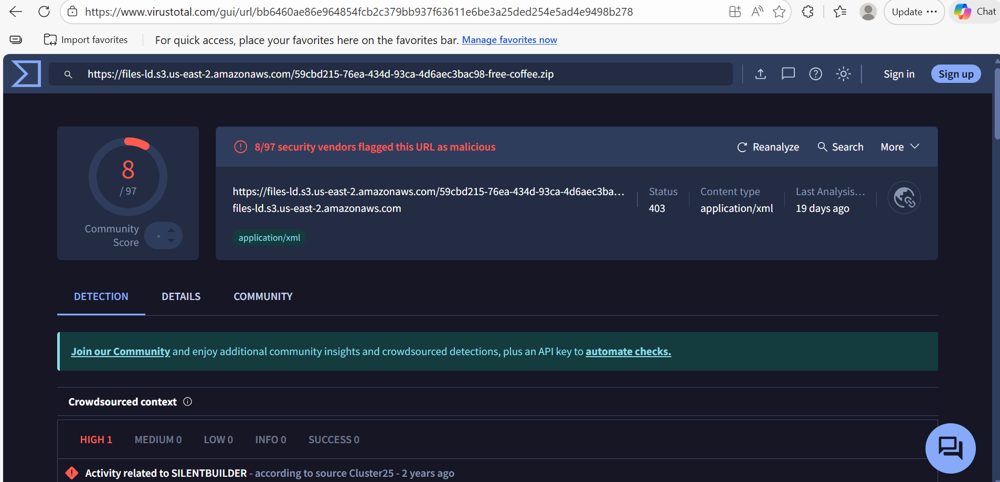 https://www.virustotal.com/gui/url/bb6460ae86e964854fcb2c379bb937f63611e6be3a25ded254e5ad4e9498b278
Update
Chat
Import favorites
For quick access, place your favorites here on the favorites bar. Manage favorites now
https://files-ld.s3.us-east-2.amazonaws.com/59cbd215-76ea-434d-93ca-4d6aec3bac98-free-coffee.zip
Sign in
Sign up
8
/ 97
Community
Score
8/97 security vendors flagged this URL as malicious
Reanalyze
Search
More
https://files-ld.s3.us-east-2.amazonaws.com/59cbd215-76ea-434d-93ca-4d6aec3ba...
files-ld.s3.us-east-2.amazonaws.com
application/xml
Status
403
Content type
application/xml
Last Analysis...
19 days ago
DETECTION
DETAILS
COMMUNITY
Join our Community and enjoy additional community insights and crowdsourced detections, plus an API key to automate checks.
Crowdsourced context
HIGH 1
MEDIUM 0
LOW 0
INFO 0
SUCCESS 0
Activity related to SILENTBUILDER - according to source Cluster25 - 2 years ago